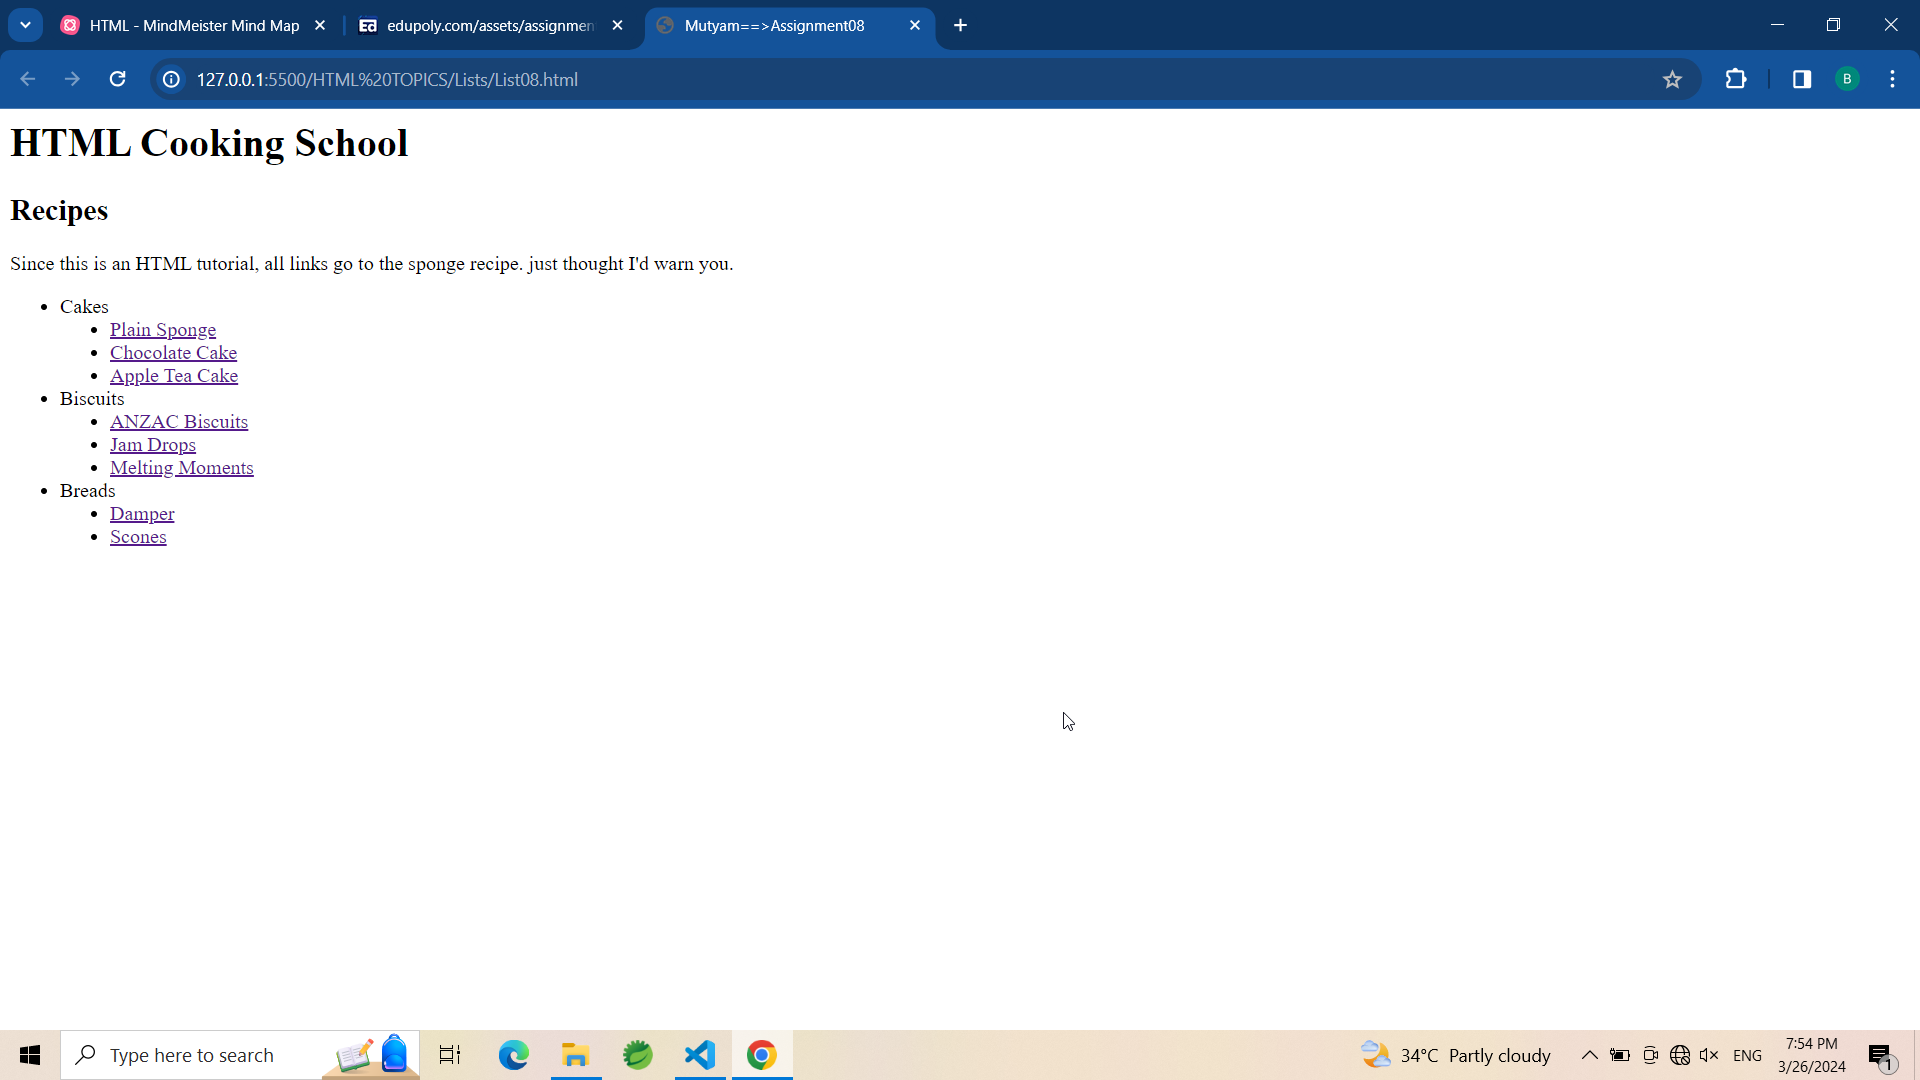 HTML - MindMeister Mind Map
edupoly.com/assets/assignmen
Mutyam==>Assignment08
127.0.0.1:5500/HTML%20TOPICS/Lists/List08.html
B
HTML Cooking School
Recipes
Since this is an HTML tutorial, all links go to the sponge recipe. just thought I'd warn you.
Cakes
Plain Sponge
Chocolate Cake
Apple Tea Cake
Biscuits
ANZAC Biscuits
Jam Drops
Melting Moments
Breads
Damper
Scones
Type here to search
34°C Partly cloudy
ENG
7:54 PM
3/26/2024
1